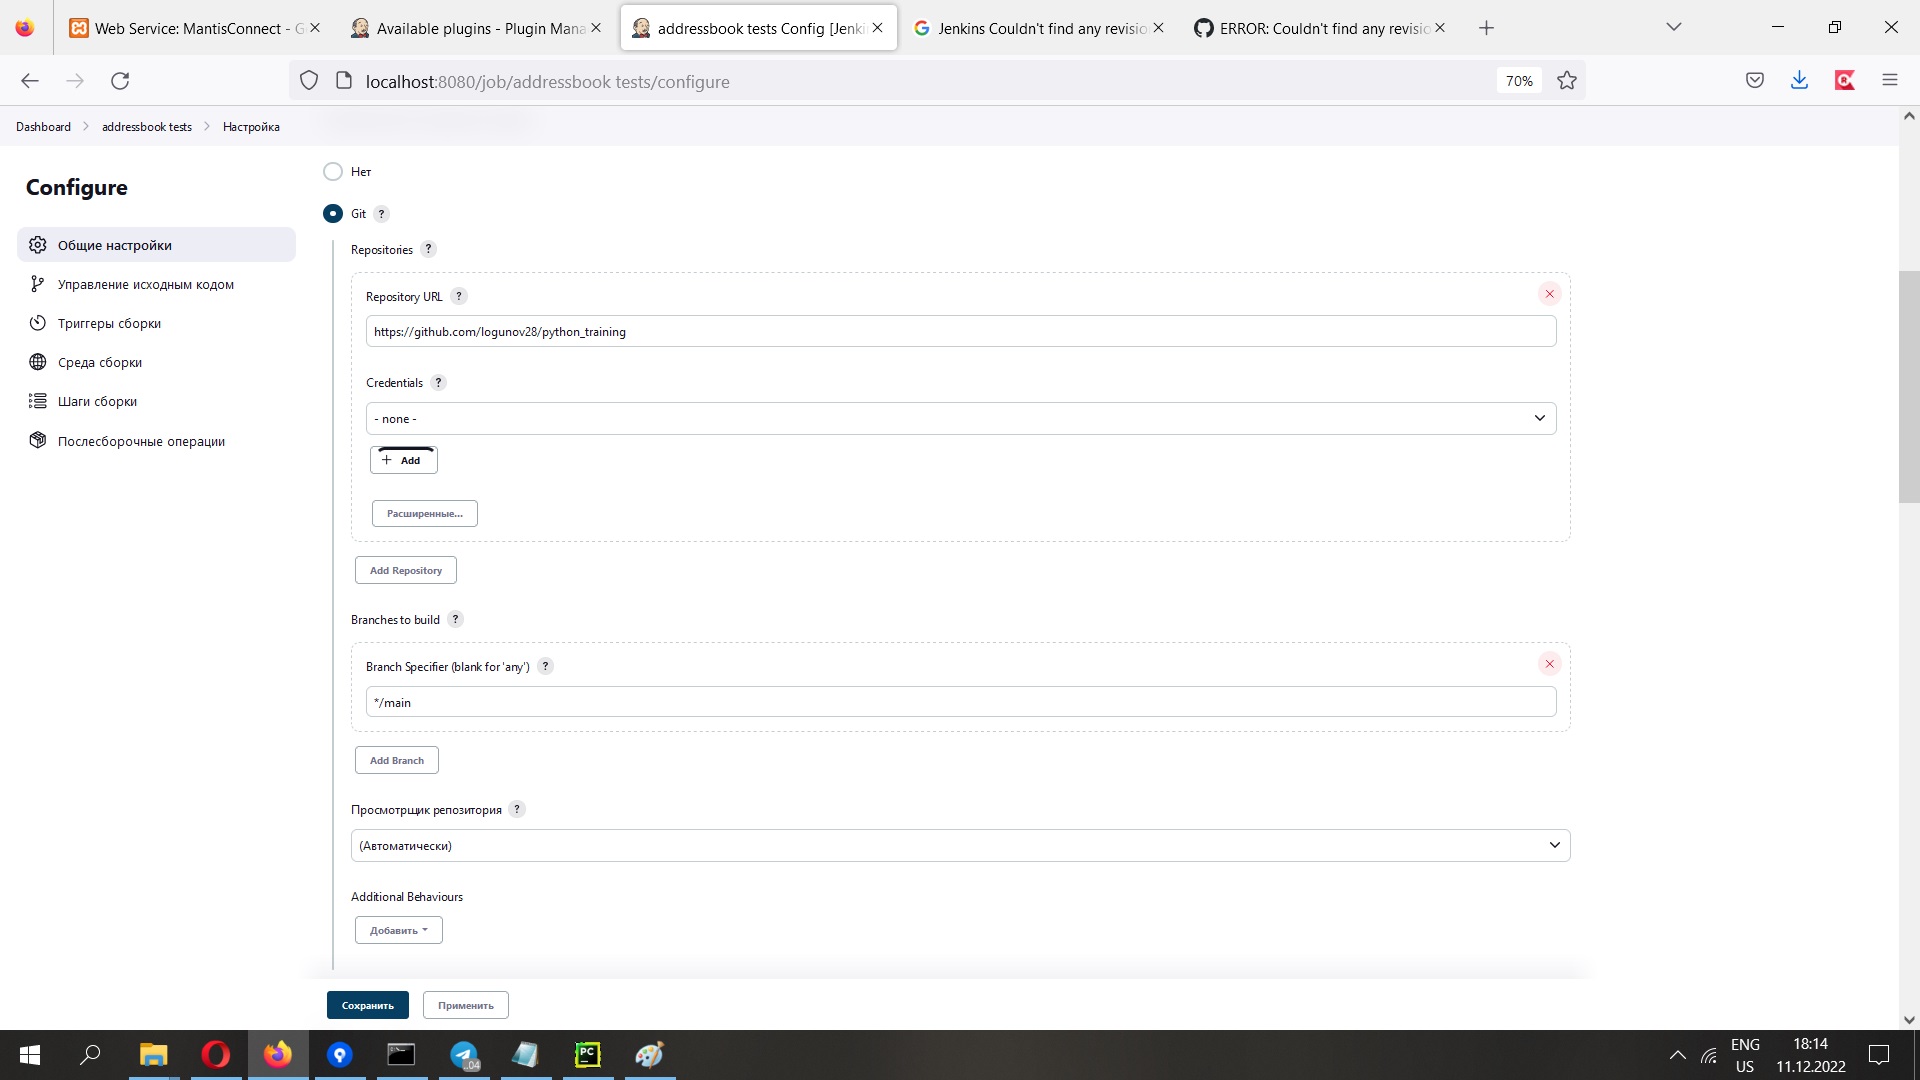 Web Service: MantisConnect - G
Available plugins - Plugin Mana
addressbook tests Config [Jenki
Jenkins Couldn't find any revisio
ERROR: Couldn't find any revisio
localhost:8080/job/addressbook tests/configure
70%
Dashboard
addressbook tests
Настройка
Configure
Общие настройки
Управление исходным кодом
Триггеры сборки
Среда сборки
Шаги сборки
Послесборочные операции
Нет
Git ?
Repositories ?
Repository URL ?
https://github.com/logunov28/python_training
Credentials ?
- none -
+ Add
Расширенные...
Add Repository
Branches to build ?
Branch Specifier (blank for 'any') ?
*/main
Add Branch
Просмотрщик репозитория ?
(Автоматически)
Additional Behaviours
Добавить
Сохранить
Применить
PC
.04
ENG
US
18:14
11.12.2022